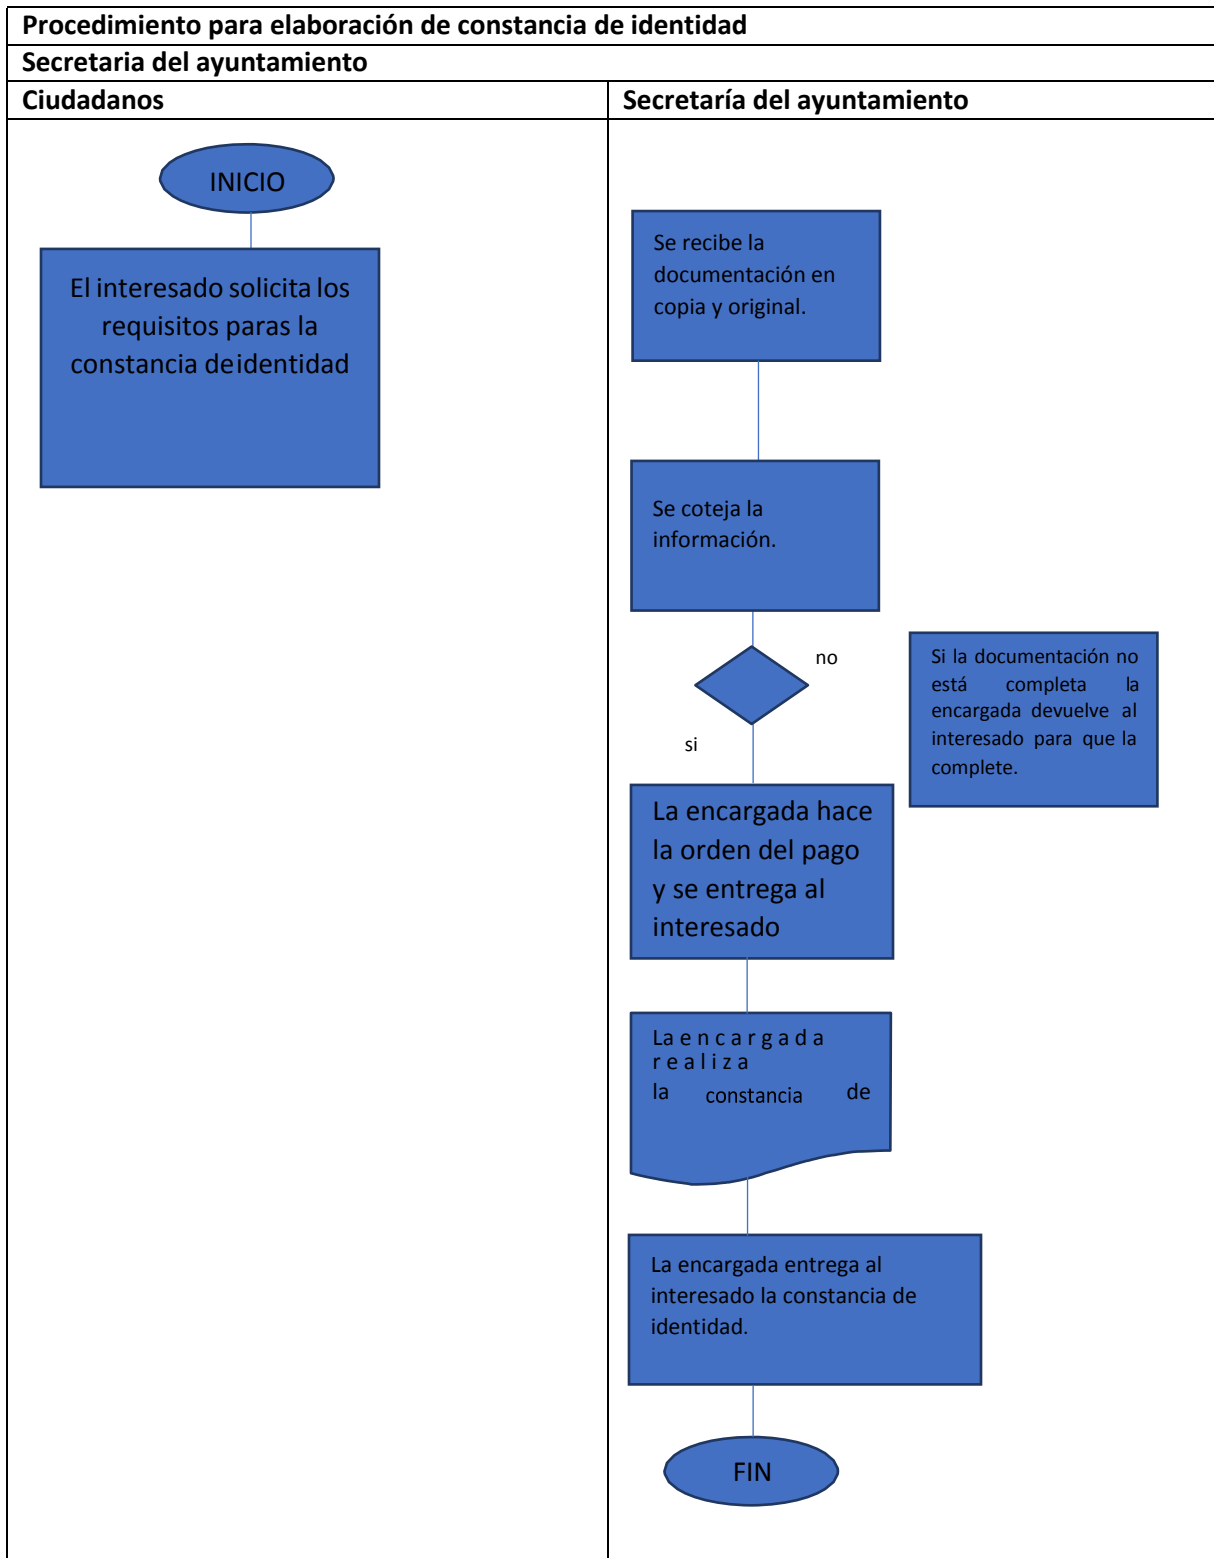 Procedimiento para elaboración de constancia de identidad
Secretaria del ayuntamiento
Ciudadanos
Secretaría del ayuntamiento
INICIO
El interesado solicita los
requisitos paras la
constancia de identidad
Se recibe la
documentación en
copia y original.
Se coteja la
información.
no
si
Si la documentación no
está completa la
encargada devuelve al
interesado para que la
complete.
La encargada hace
la orden del pago
y se entrega al
interesado
La encargada
realiza
la constancia de
La encargada entrega al
interesado la constancia de
identidad.
FIN